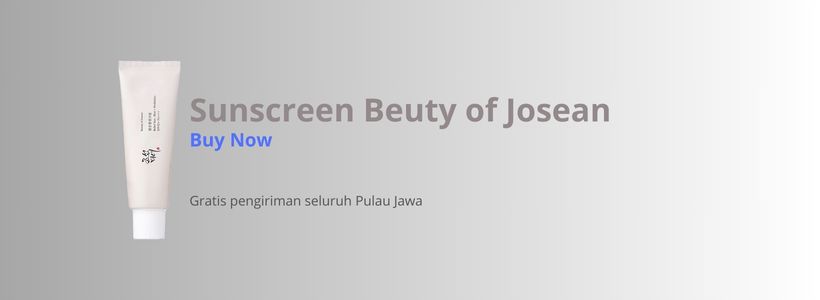 Sunscreen Beuty of Josean
Buy Now
Gratis pengiriman seluruh Pulau Jawa